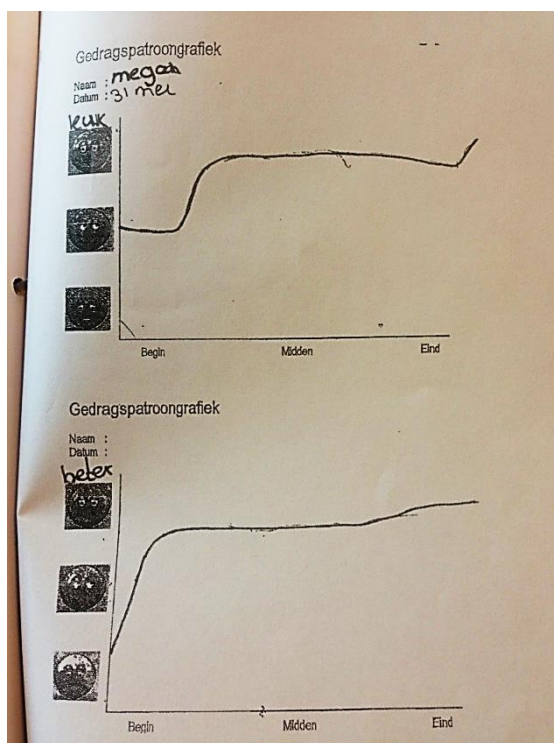 Gedragspatroongrafiek
Naam : megan
Datum : 31 mei
leuk
Begin Midden Eind
Gedragspatroongrafiek
Naam :
Datum :
beter
Begin Midden Eind